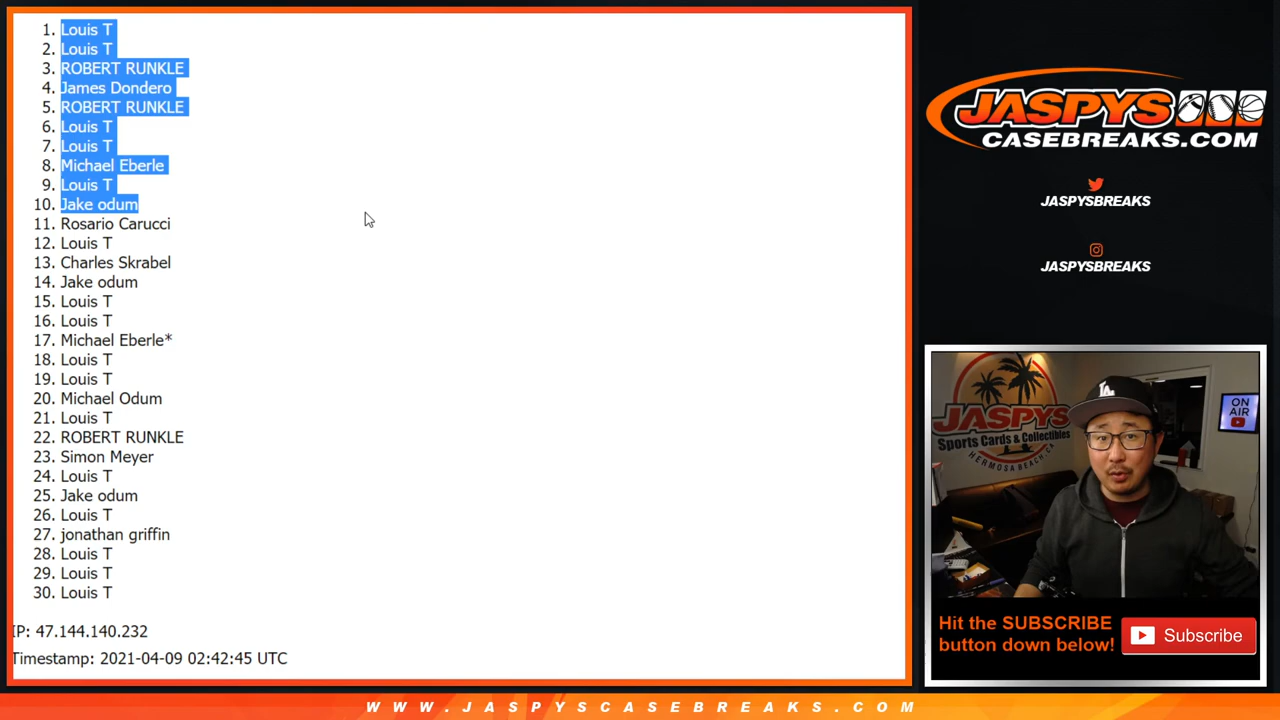 1. Louis T
2. Louis T
3. ROBERT RUNKLE
4. James Dondero
5. ROBERT RUNKLE
6. Louis T
7. Louis T
8. Michael Eberle
9. Louis T
10. Jake odum
11. Rosario Carucci
12. Louis T
13. Charles Skrabel
14. Jake odum
15. Louis T
16. Louis T
17. Michael Eberle*
18. Louis T
19. Louis T
20. Michael Odum
21. Louis T
22. ROBERT RUNKLE
23. Simon Meyer
24. Louis T
25. Jake odum
26. Louis T
27. jonathan griffin
28. Louis T
29. Louis T
30. Louis T
IP: 47.144.140.232
Timestamp: 2021-04-09 02:42:45 UTC
JASPYS
CASEBREAKS.COM
JASPYSBREAKS
JASPYSBREAKS
JASPYS
Sports Cards & Collectibles
HERMOSA BEACH, CA
LA
ON
AIR
Hit the SUBSCRIBE
button down below!
Subscribe
WWW.JASPYSCASEBREAKS.COM